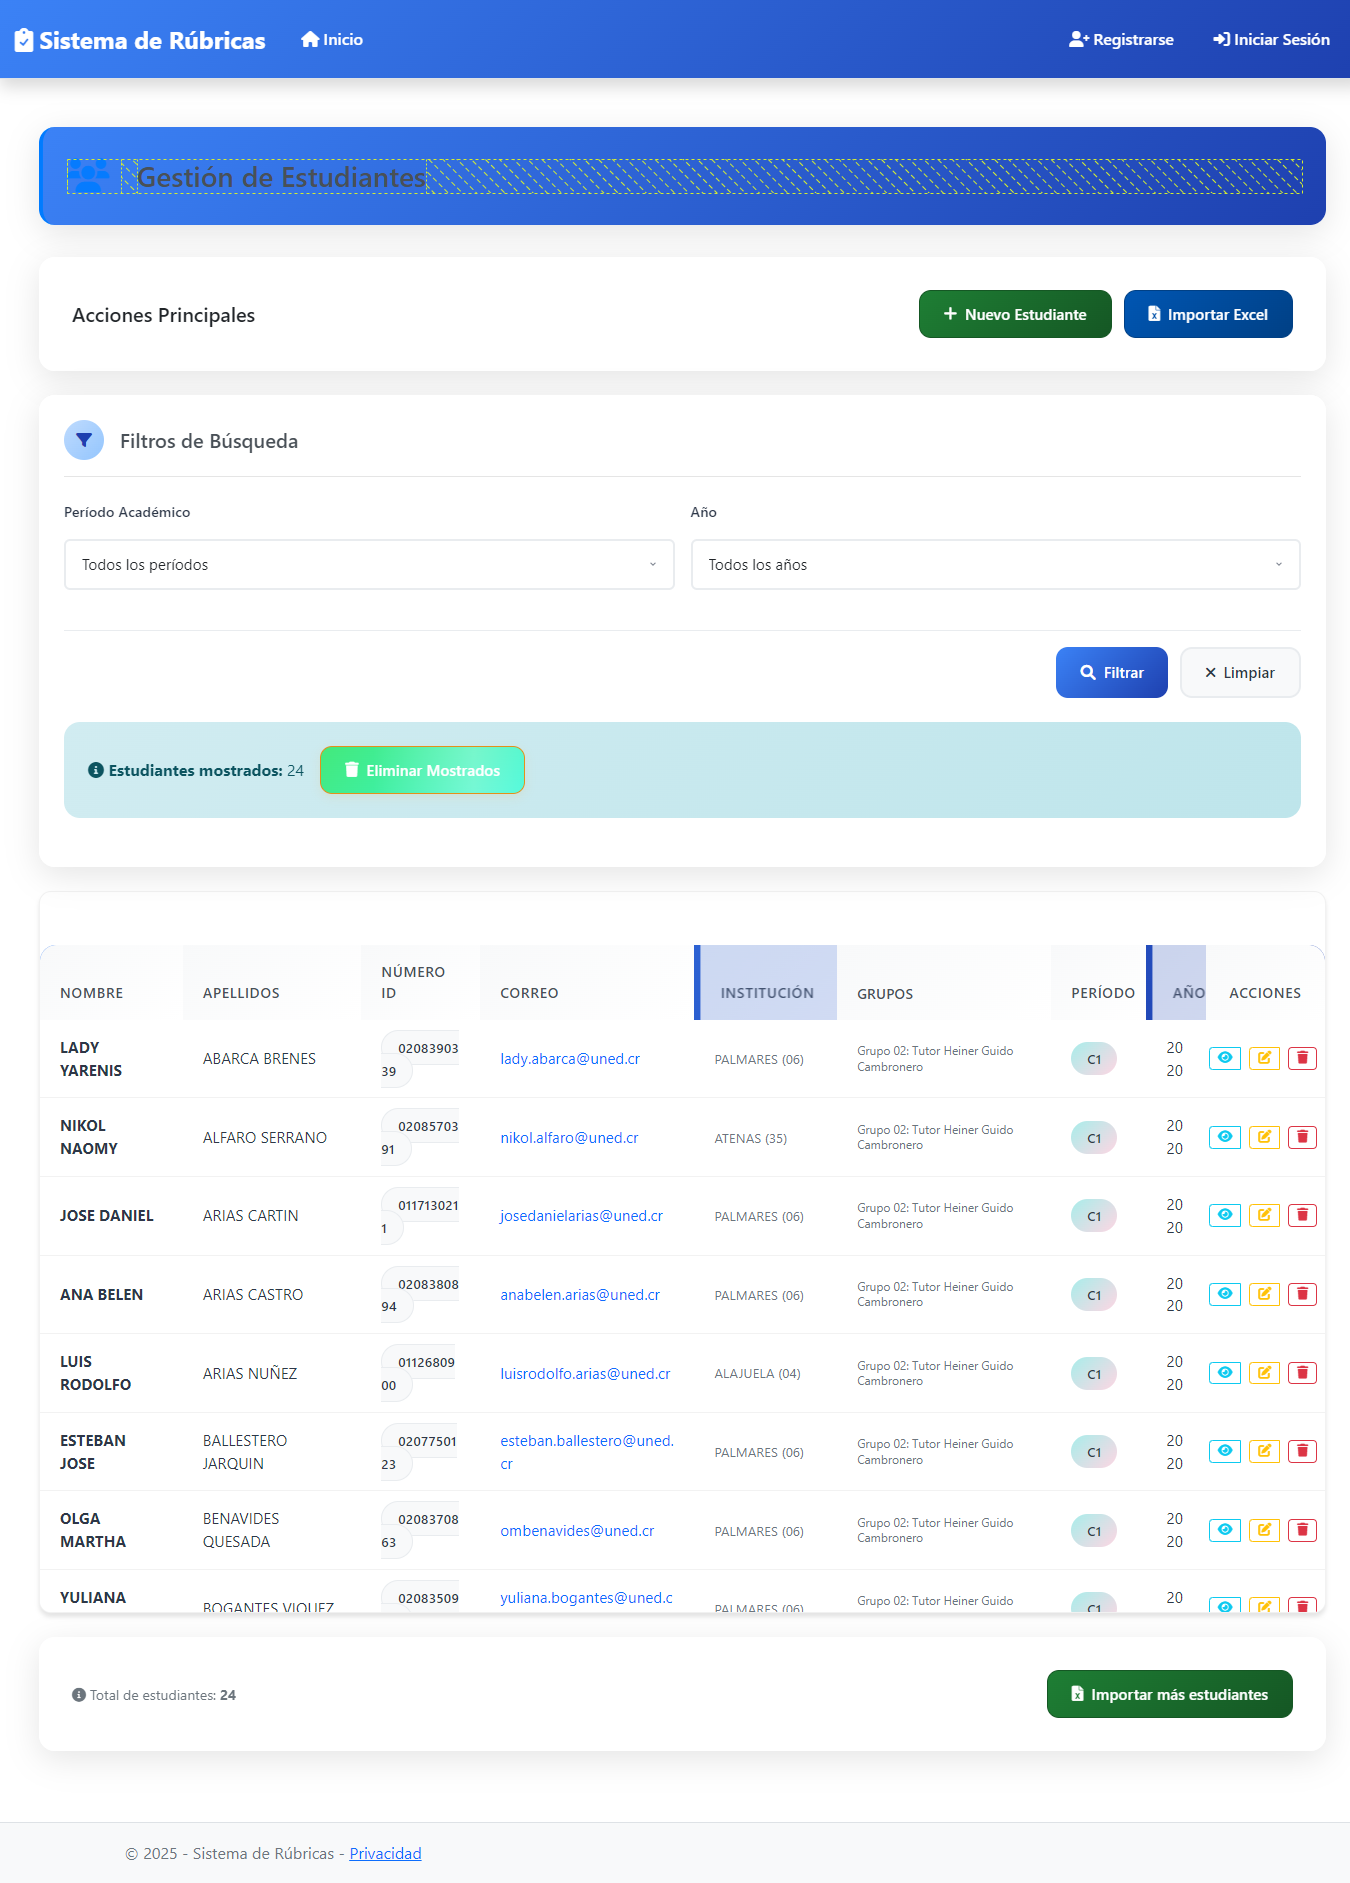 Sistema de Rúbricas
Inicio
Registrarse
Iniciar Sesión
Gestión de Estudiantes
Acciones Principales
Nuevo Estudiante
Importar Excel
Filtros de Búsqueda
Período Académico
Año
Todos los períodos
Todos los años
Filtrar
Limpiar
Estudiantes mostrados: 24
Eliminar Mostrados
NOMBRE APELLIDOS NÚMERO ID CORREO INSTITUCIÓN GRUPOS PERÍODO AÑO ACCIONES
LADY YARENIS ABARCA BRENES 0208390339 lady.abarca@uned.cr PALMARES (06) Grupo 02: Tutor Heiner Guido Cambronero C1 2020
NIKOL NAOMY ALFARO SERRANO 0208570391 nikol.alfaro@uned.cr ATENAS (35) Grupo 02: Tutor Heiner Guido Cambronero C1 2020
JOSE DANIEL ARIAS CARTIN 0117130211 josedanielarias@uned.cr PALMARES (06) Grupo 02: Tutor Heiner Guido Cambronero C1 2020
ANA BELEN ARIAS CASTRO 0208380894 anabelen.arias@uned.cr PALMARES (06) Grupo 02: Tutor Heiner Guido Cambronero C1 2020
LUIS RODOLFO ARIAS NUÑEZ 0112680900 luisrodolfo.arias@uned.cr ALAJUELA (04) Grupo 02: Tutor Heiner Guido Cambronero C1 2020
ESTEBAN JOSE BALLESTERO JARQUIN 0207750123 esteban.ballestero@uned.cr PALMARES (06) Grupo 02: Tutor Heiner Guido Cambronero C1 2020
OLGA MARTHA BENAVIDES QUESADA 0208370863 ombenavides@uned.cr PALMARES (06) Grupo 02: Tutor Heiner Guido Cambronero C1 2020
YULIANA BOGANTES VIQUEZ 02083509 yuliana.bogantes@uned.c PALMARES (06) Grupo 02: Tutor Heiner Guido C1 20
Total de estudiantes: 24
Importar más estudiantes
© 2025 - Sistema de Rúbricas - Privacidad